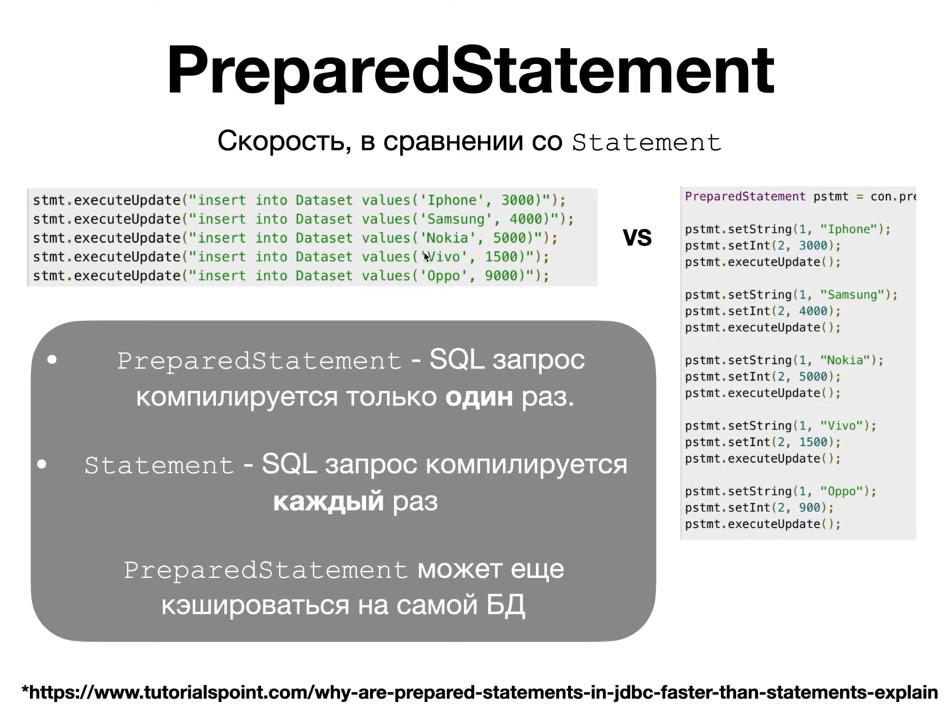 PreparedStatement
Скорость, в сравнении со Statement
stmt.executeUpdate("insert into Dataset values('Iphone', 3000)");
stmt.executeUpdate("insert into Dataset values('Samsung', 4000)");
stmt.executeUpdate("insert into Dataset values('Nokia', 5000)");
stmt.executeUpdate("insert into Dataset values('Vivo', 1500)");
stmt.executeUpdate("insert into Dataset values('Oppo', 9000)");
vs
PreparedStatement pstmt = con.pre
pstmt.setString(1, "Iphone");
pstmt.setInt(2, 3000);
pstmt.executeUpdate();
pstmt.setString(1, "Samsung");
pstmt.setInt(2, 4000);
pstmt.executeUpdate();
pstmt.setString(1, "Nokia");
pstmt.setInt(2, 5000);
pstmt.executeUpdate();
pstmt.setString(1, "Vivo");
pstmt.setInt(2, 1500);
pstmt.executeUpdate();
pstmt.setString(1, "Oppo");
pstmt.setInt(2, 900);
pstmt.executeUpdate();
• PreparedStatement - SQL запрос
компилируется только один раз.
• Statement - SQL запрос компилируется
каждый раз
PreparedStatement может еще
кэшироваться на самой БД
*https://www.tutorialspoint.com/why-are-prepared-statements-in-jdbc-faster-than-statements-explain